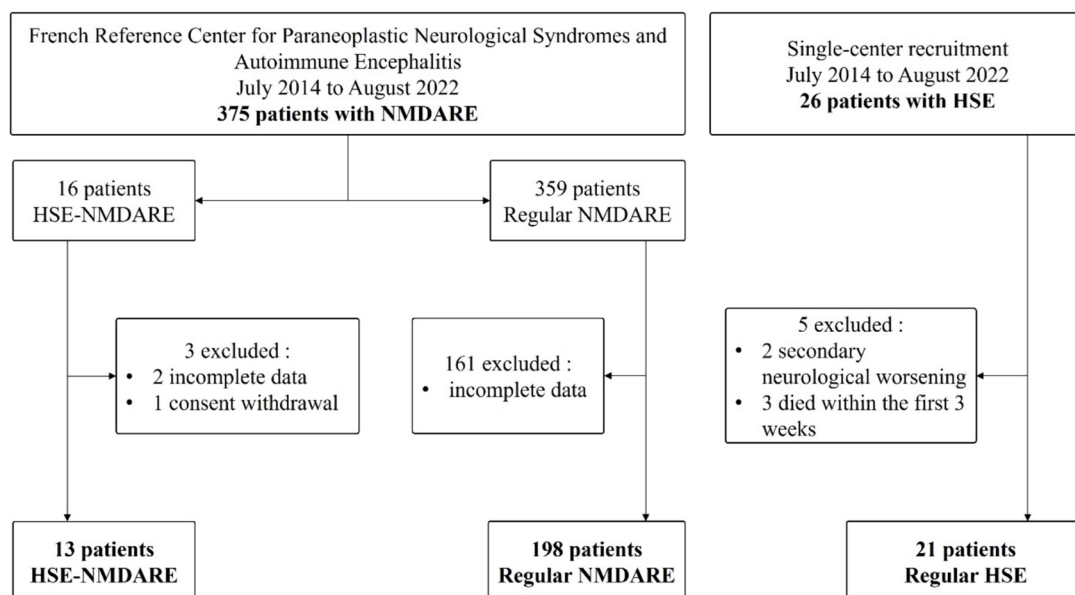 French Reference Center for Paraneoplastic Neurological Syndromes and
Autoimmune Encephalitis
July 2014 to August 2022
375 patients with NMDARE
Single-center recruitment
July 2014 to August 2022
26 patients with HSE
16 patients
HSE-NMDARE
359 patients
Regular NMDARE
3 excluded :
• 2 incomplete data
• 1 consent withdrawal
161 excluded :
• incomplete data
5 excluded :
• 2 secondary
neurological worsening
• 3 died within the first 3
weeks
13 patients
HSE-NMDARE
198 patients
Regular NMDARE
21 patients
Regular HSE